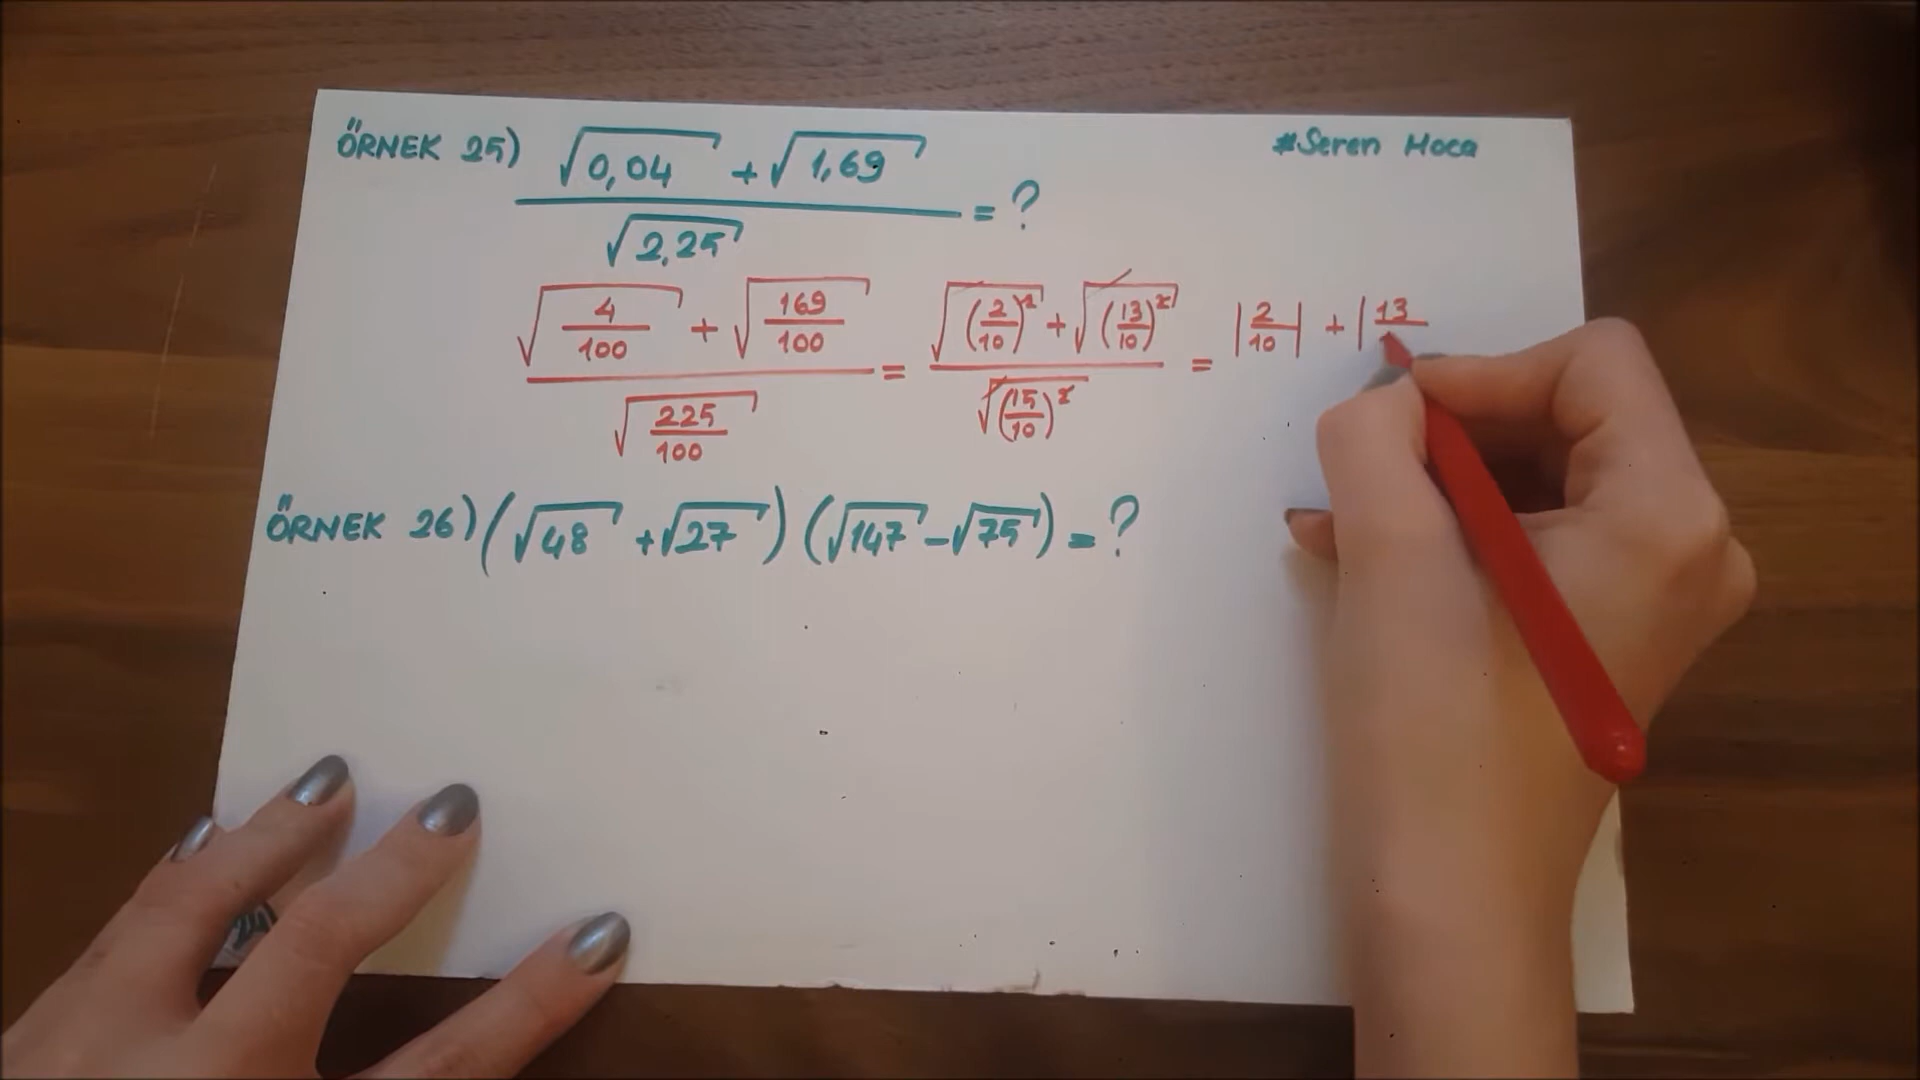 ÖRNEK 25) (√0,04 + √1,69) / √2,25 = ?
#Seren Hoca
(√(4/100) + √(169/100)) / √(225/100) = (√(2/10)² + √(13/10)²) / √(15/10)² = |2/10| + |13/
ÖRNEK 26) (√48 + √27) (√147 - √75) = ?